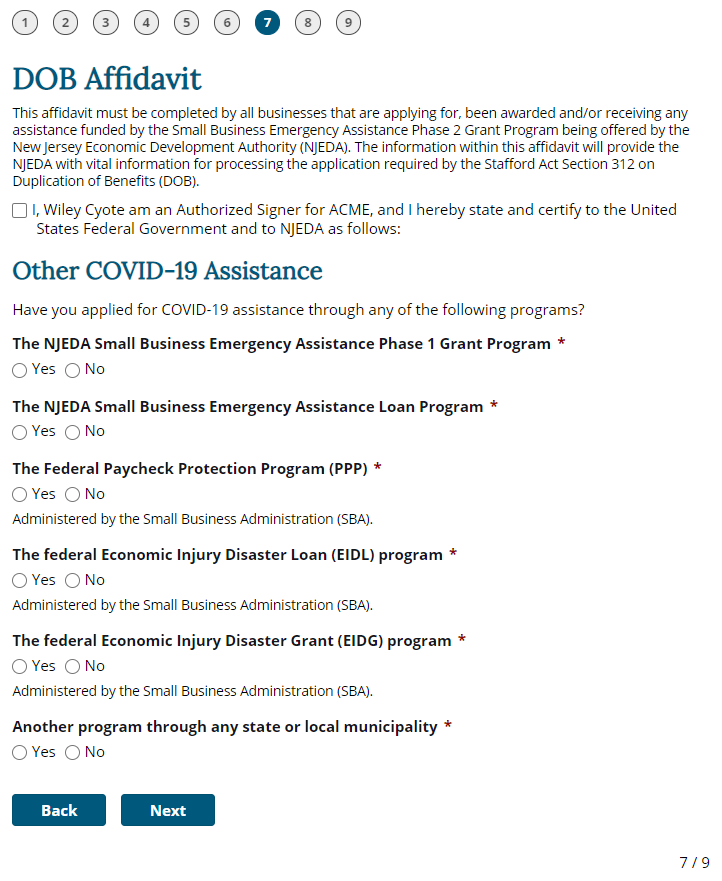 1 2 3 4 5 6 7 8 9
DOB Affidavit
This affidavit must be completed by all businesses that are applying for, been awarded and/or receiving any
assistance funded by the Small Business Emergency Assistance Phase 2 Grant Program being offered by the
New Jersey Economic Development Authority (NJEDA). The information within this affidavit will provide the
NJEDA with vital information for processing the application required by the Stafford Act Section 312 on
Duplication of Benefits (DOB).
I, Wiley Cyote am an Authorized Signer for ACME, and I hereby state and certify to the United
States Federal Government and to NJEDA as follows:
Other COVID-19 Assistance
Have you applied for COVID-19 assistance through any of the following programs?
The NJEDA Small Business Emergency Assistance Phase 1 Grant Program *
Yes No
The NJEDA Small Business Emergency Assistance Loan Program *
Yes No
The Federal Paycheck Protection Program (PPP) *
Yes No
Administered by the Small Business Administration (SBA).
The federal Economic Injury Disaster Loan (EIDL) program *
Yes No
Administered by the Small Business Administration (SBA).
The federal Economic Injury Disaster Grant (EIDG) program *
Yes No
Administered by the Small Business Administration (SBA).
Another program through any state or local municipality *
Yes No
Back Next
7 / 9